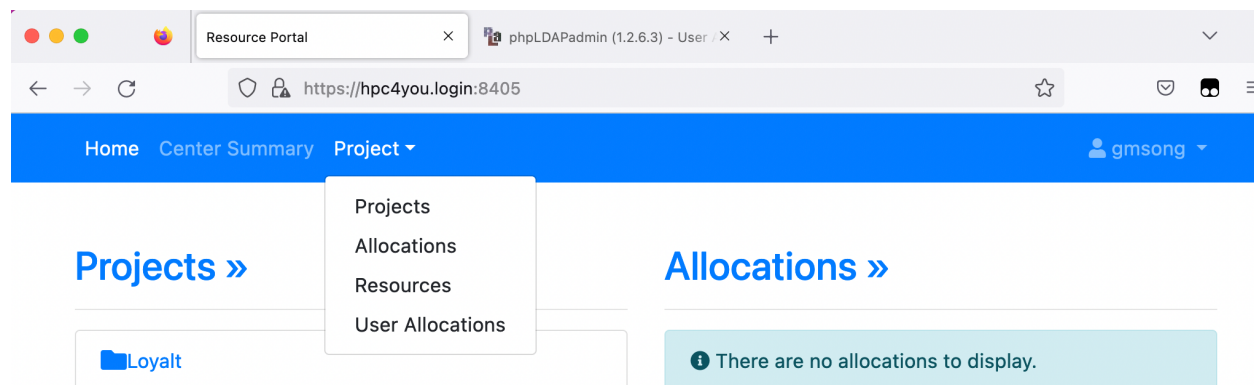 Resource Portal
phpLDAPadmin (1.2.6.3) - User
https://hpc4you.login:8405
Home Center Summary Project gmsong
Projects
Allocations
Resources
User Allocations
Projects »
Allocations »
Loyalt
There are no allocations to display.